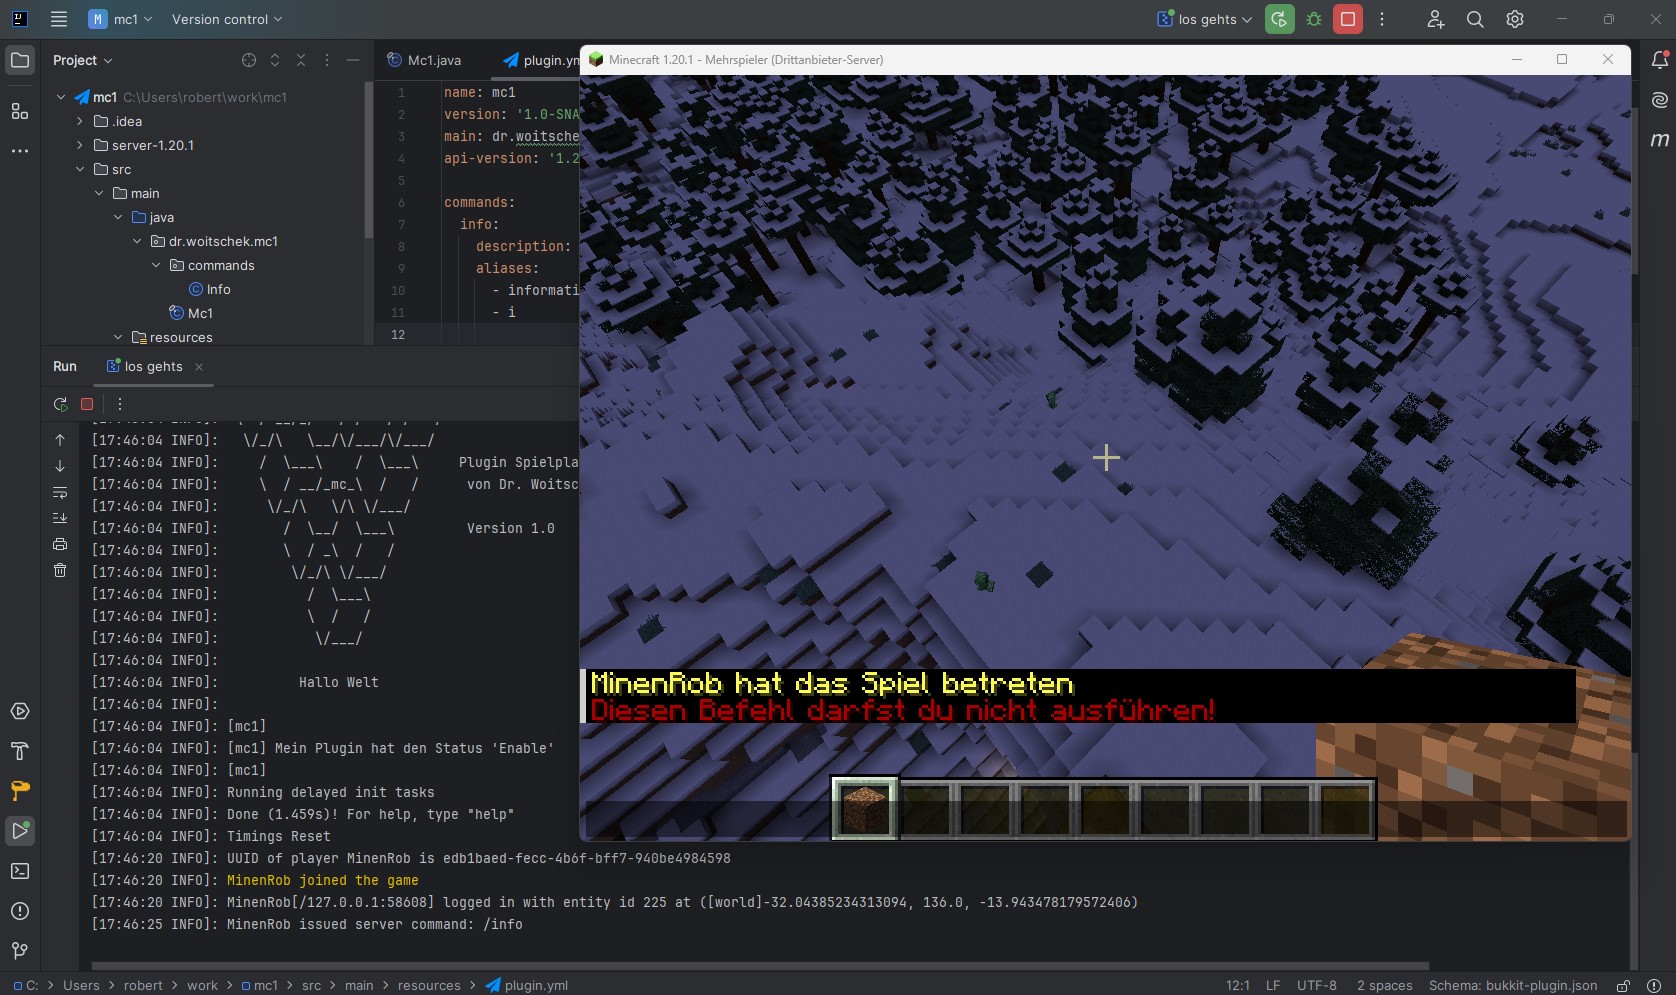 mc1
Version control
los gehts
Project
Mc1.java
plugin.ym
Minecraft 1.20.1 - Mehrspieler (Drittanbieter-Server)
mc1 C:\Users\robert\work\mc1
.idea
server-1.20.1
src
main
java
dr.woitschek.mc1
commands
Info
Mc1
resources
1 name: mc1
2 version: '1.0-SNA
3 main: dr.woitsche
4 api-version: '1.2
5
6 commands:
7 info:
8 description:
9 aliases:
10 - informati
11 - i
12
Run
los gehts
[17:46:04 INFO]: \/_/\   \__/\/___/\/___/
[17:46:04 INFO]: /  \___\    /  \___\     Plugin Spielpla
[17:46:04 INFO]: \  / __/_mc_\  /   /      von Dr. Woitsc
[17:46:04 INFO]: \/_/\   \/\ \/___/
[17:46:04 INFO]: /  \__/  \___\         Version 1.0
[17:46:04 INFO]: \  / _\  /   /
[17:46:04 INFO]: \/_/\ \/___/
[17:46:04 INFO]: /  \___\
[17:46:04 INFO]: \  /   /
[17:46:04 INFO]: \/___/
[17:46:04 INFO]:
[17:46:04 INFO]: Hallo Welt
[17:46:04 INFO]:
[17:46:04 INFO]: [mc1]
[17:46:04 INFO]: [mc1] Mein Plugin hat den Status 'Enable'
[17:46:04 INFO]: [mc1]
[17:46:04 INFO]: Running delayed init tasks
[17:46:04 INFO]: Done (1.459s)! For help, type "help"
[17:46:04 INFO]: Timings Reset
[17:46:20 INFO]: UUID of player MinenRob is edb1baed-fecc-4b6f-bff7-940be4984598
[17:46:20 INFO]: MinenRob joined the game
[17:46:20 INFO]: MinenRob[/127.0.0.1:58608] logged in with entity id 225 at ([world]-32.04385234313094, 136.0, -13.943478179572406)
[17:46:25 INFO]: MinenRob issued server command: /info
MinenRob hat das Spiel betreten
Diesen Befehl darfst du nicht ausführen!
C: > Users > robert > work > mc1 > src > main > resources > plugin.yml
12:1 LF UTF-8 2 spaces Schema: bukkit-plugin.json